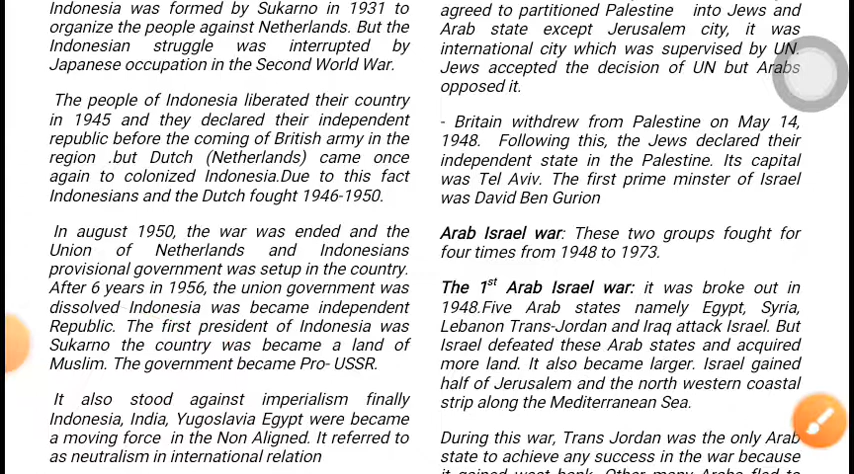 Indonesia was formed by Sukarno in 1931 to
organize the people against Netherlands. But the
Indonesian struggle was interrupted by
Japanese occupation in the Second World War.
The people of Indonesia liberated their country
in 1945 and they declared their independent
republic before the coming of British army in the
region .but Dutch (Netherlands) came once
again to colonized Indonesia.Due to this fact
Indonesians and the Dutch fought 1946-1950.
In august 1950, the war was ended and the
Union of Netherlands and Indonesians
provisional government was setup in the country.
After 6 years in 1956, the union government was
dissolved Indonesia was became independent
Republic. The first president of Indonesia was
Sukarno the country was became a land of
Muslim. The government became Pro- USSR.
It also stood against imperialism finally
Indonesia, India, Yugoslavia Egypt were became
a moving force in the Non Aligned. It referred to
as neutralism in international relation
agreed to partitioned Palestine into Jews and
Arab state except Jerusalem city, it was
international city which was supervised by UN.
Jews accepted the decision of UN but Arabs
opposed it.
- Britain withdrew from Palestine on May 14,
1948. Following this, the Jews declared their
independent state in the Palestine. Its capital
was Tel Aviv. The first prime minster of Israel
was David Ben Gurion
Arab Israel war: These two groups fought for
four times from 1948 to 1973.
The 1st Arab Israel war: it was broke out in
1948.Five Arab states namely Egypt, Syria,
Lebanon Trans-Jordan and Iraq attack Israel. But
Israel defeated these Arab states and acquired
more land. It also became larger. Israel gained
half of Jerusalem and the north western coastal
strip along the Mediterranean Sea.
During this war, Trans Jordan was the only Arab
state to achieve any success in the war because
it gained west bank. Other many Arabs fled to